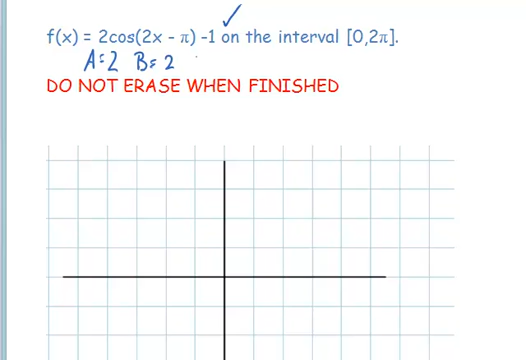 f(x) = 2cos(2x - π) -1 on the interval [0,2π].
A=2 B=2
DO NOT ERASE WHEN FINISHED